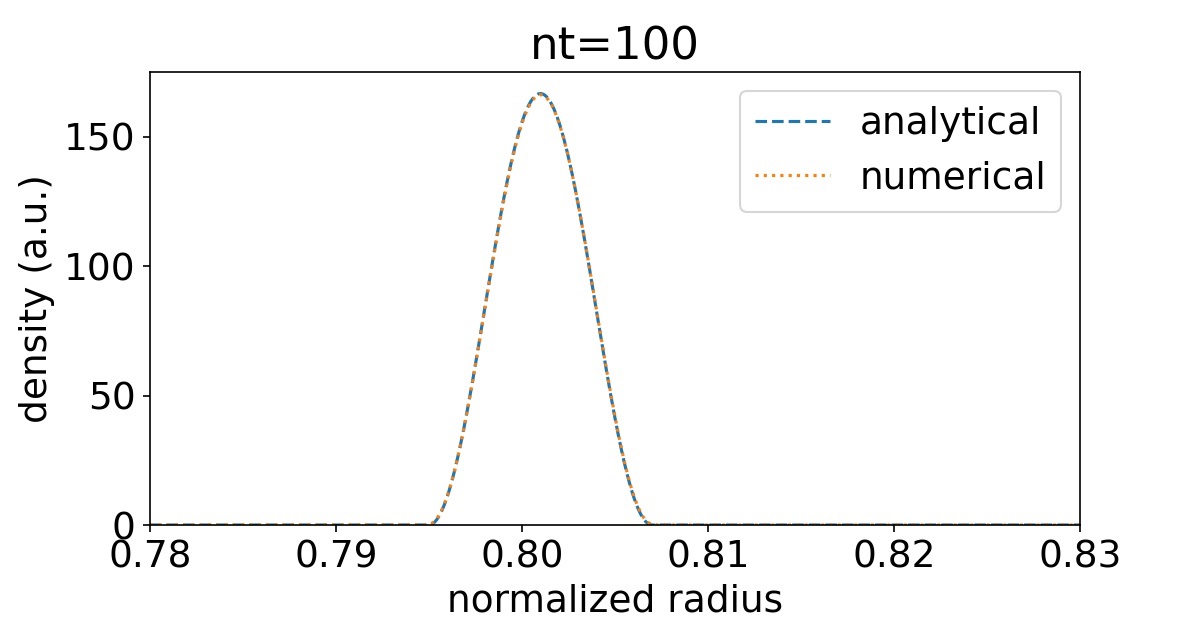 nt=100
analytical
numerical
density (a.u.)
150
100
50
0
0.78 0.79 0.80 0.81 0.82 0.83
normalized radius